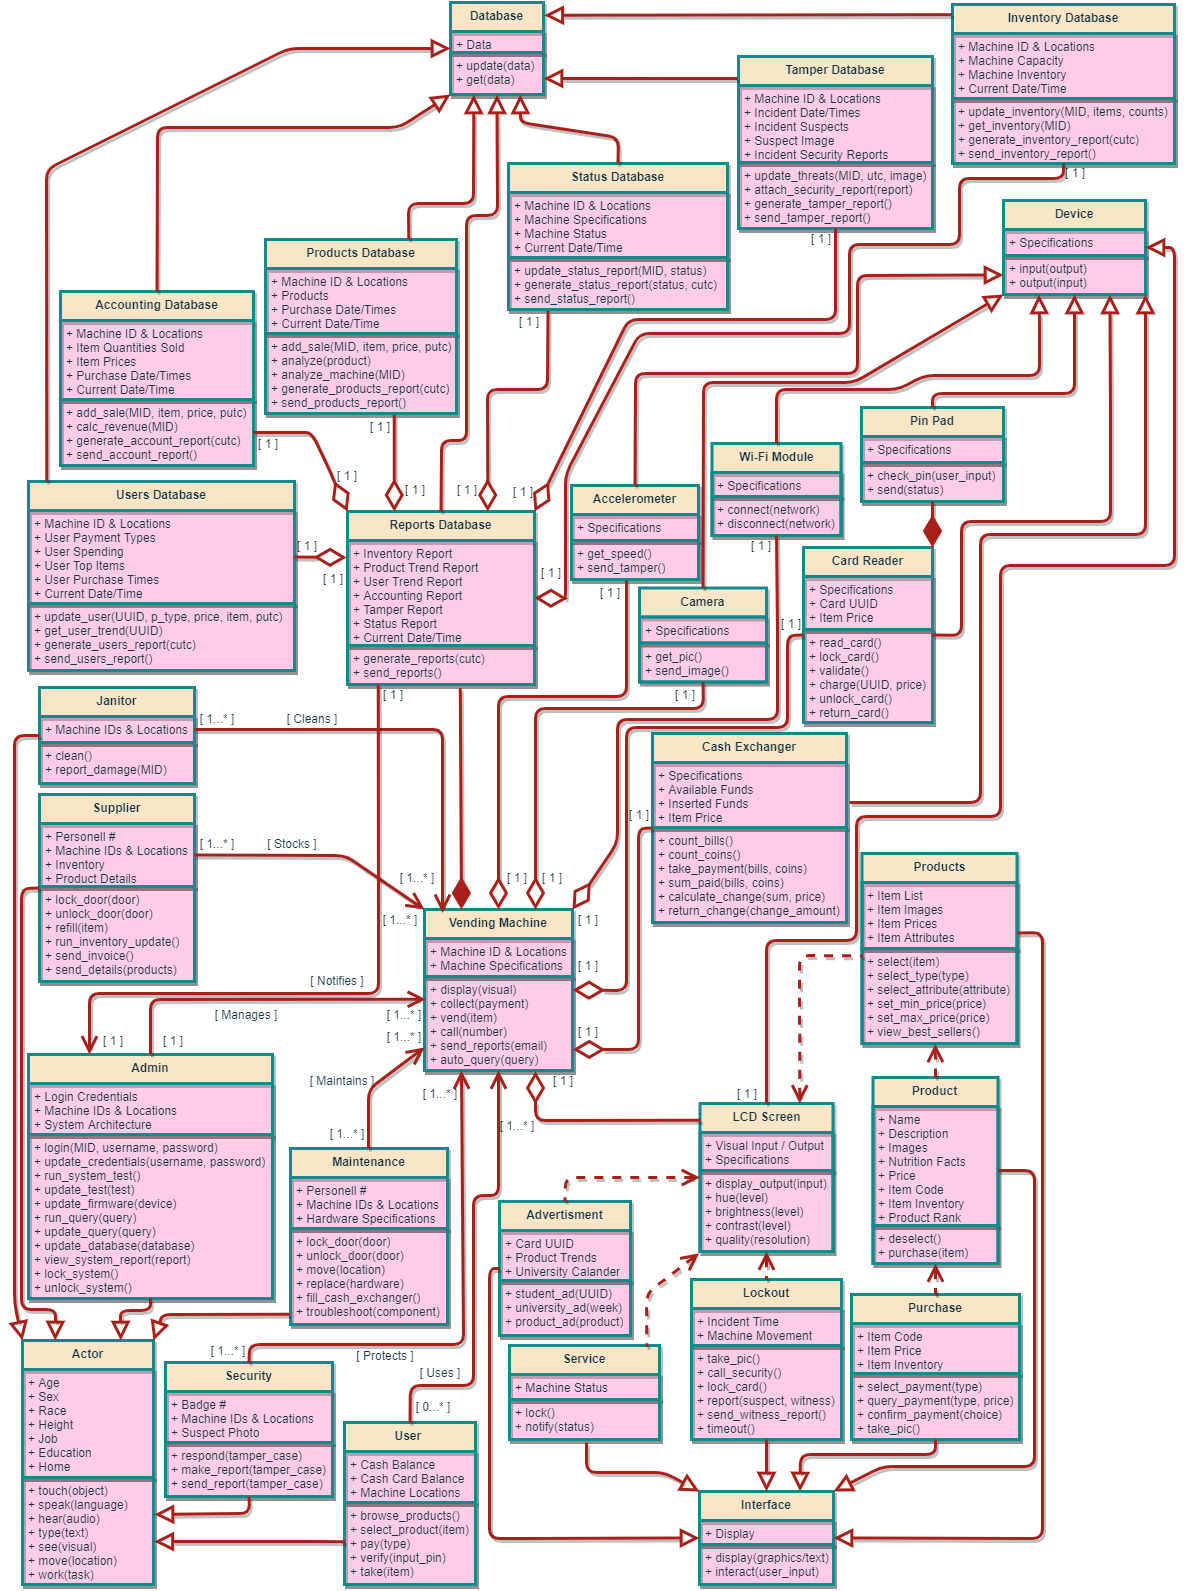 Database
+ Data
+ update(data)
+ get(data)
Inventory Database
+ Machine ID & Locations
+ Machine Capacity
+ Machine Inventory
+ Current Date/Time
+ update_inventory(MID, items, counts)
+ get_inventory(MID)
+ generate_inventory_report(cutc)
+ send_inventory_report()
[ 1 ]
Tamper Database
+ Machine ID & Locations
+ Incident Date/Times
+ Incident Suspects
+ Suspect Image
+ Incident Security Reports
+ update_threats(MID, utc, image)
+ attach_security_report(report)
+ generate_tamper_report()
+ send_tamper_report()
[ 1 ]
Status Database
+ Machine ID & Locations
+ Machine Specifications
+ Machine Status
+ Current Date/Time
+ update_status_report(MID, status)
+ generate_status_report(status, cutc)
+ send_status_report()
[ 1 ]
Device
+ Specifications
+ input(output)
+ output(input)
Products Database
+ Machine ID & Locations
+ Products
+ Purchase Date/Times
+ Current Date/Time
+ add_sale(MID, item, price, putc)
+ analyze(product)
+ analyze_machine(MID)
+ generate_products_report(cutc)
+ send_products_report()
[ 1 ]
Accounting Database
+ Machine ID & Locations
+ Item Quantities Sold
+ Item Prices
+ Purchase Date/Times
+ Current Date/Time
+ add_sale(MID, item, price, putc)
+ calc_revenue(MID)
+ generate_account_report(cutc)
+ send_account_report()
[ 1 ]
[ 1 ]
[ 1 ]
[ 1 ]
[ 1 ]
Pin Pad
+ Specifications
+ check_pin(user_input)
+ send(status)
Wi-Fi Module
+ Specifications
+ connect(network)
+ disconnect(network)
[ 1 ]
Users Database
+ Machine ID & Locations
+ User Payment Types
+ User Spending
+ User Top Items
+ User Purchase Times
+ Current Date/Time
+ update_user(UUID, p_type, price, item, putc)
+ get_user_trend(UUID)
+ generate_users_report(cutc)
+ send_users_report()
[ 1 ]
[ 1 ]
Reports Database
+ Inventory Report
+ Product Trend Report
+ User Trend Report
+ Accounting Report
+ Tamper Report
+ Status Report
+ Current Date/Time
+ generate_reports(cutc)
+ send_reports()
[ 1 ]
[ 1 ]
Accelerometer
+ Specifications
+ get_speed()
+ send_tamper()
[ 1 ]
Camera
+ Specifications
+ get_pic()
+ send_image()
[ 1 ]
Card Reader
+ Specifications
+ Card UUID
+ Item Price
+ read_card()
+ lock_card()
+ validate()
+ charge(UUID, price)
+ unlock_card()
+ return_card()
[ 1 ]
Janitor
+ Machine IDs & Locations
+ clean()
+ report_damage(MID)
[ 1...* ]
[ Cleans ]
Supplier
+ Personell #
+ Machine IDs & Locations
+ Inventory
+ Product Details
+ lock_door(door)
+ unlock_door(door)
+ refill(item)
+ run_inventory_update()
+ send_invoice()
+ send_details(products)
[ 1...* ]
[ Stocks ]
[ 1...* ]
[ 1...* ]
Cash Exchanger
+ Specifications
+ Available Funds
+ Inserted Funds
+ Item Price
+ count_bills()
+ count_coins()
+ take_payment(bills, coins)
+ sum_paid(bills, coins)
+ calculate_change(sum, price)
+ return_change(change_amount)
[ 1 ]
[ 1 ]
[ 1 ]
[ 1 ]
[ 1 ]
[ 1 ]
Vending Machine
+ Machine ID & Locations
+ Machine Specifications
+ display(visual)
+ collect(payment)
+ vend(item)
+ call(number)
+ send_reports(email)
+ auto_query(query)
[ 1 ]
Products
+ Item List
+ Item Images
+ Item Prices
+ Item Attributes
+ select(item)
+ select_type(type)
+ select_attribute(attribute)
+ set_min_price(price)
+ set_max_price(price)
+ view_best_sellers()
[ Notifies ]
[ 1 ]
[ Manages ]
[ 1 ]
[ 1...* ]
[ 1...* ]
[ Maintains ]
[ 1...* ]
[ 1...* ]
[ 1...* ]
Admin
+ Login Credentials
+ Machine IDs & Locations
+ System Architecture
+ login(MID, username, password)
+ update_credentials(username, password)
+ run_system_test()
+ update_test(test)
+ update_firmware(device)
+ run_query(query)
+ update_query(query)
+ update_database(database)
+ view_system_report(report)
+ lock_system()
+ unlock_system()
Maintenance
+ Personell #
+ Machine IDs & Locations
+ Hardware Specifications
+ lock_door(door)
+ unlock_door(door)
+ move(location)
+ replace(hardware)
+ fill_cash_exchanger()
+ troubleshoot(component)
[ 1 ]
LCD Screen
+ Visual Input / Output
+ Specifications
+ display_output(input)
+ hue(level)
+ brightness(level)
+ contrast(level)
+ quality(resolution)
Product
+ Name
+ Description
+ Images
+ Nutrition Facts
+ Price
+ Item Code
+ Item Inventory
+ Product Rank
+ deselect()
+ purchase(item)
Advertisment
+ Card UUID
+ Product Trends
+ University Calander
+ student_ad(UUID)
+ university_ad(week)
+ product_ad(product)
Lockout
+ Incident Time
+ Machine Movement
+ take_pic()
+ call_security()
+ lock_card()
+ report(suspect, witness)
+ send_witness_report()
+ timeout()
Purchase
+ Item Code
+ Item Price
+ Item Inventory
+ select_payment(type)
+ query_payment(type, price)
+ confirm_payment(choice)
+ take_pic()
Service
+ Machine Status
+ lock()
+ notify(status)
Actor
+ Age
+ Sex
+ Race
+ Height
+ Job
+ Education
+ Home
+ touch(object)
+ speak(language)
+ hear(audio)
+ type(text)
+ see(visual)
+ move(location)
+ work(task)
[ 1...* ]
[ Protects ]
Security
+ Badge #
+ Machine IDs & Locations
+ Suspect Photo
+ respond(tamper_case)
+ make_report(tamper_case)
+ send_report(tamper_case)
[ Uses ]
[ 0...* ]
User
+ Cash Balance
+ Cash Card Balance
+ Machine Locations
+ browse_products()
+ select_product(item)
+ pay(type)
+ verify(input_pin)
+ take(item)
Interface
+ Display
+ display(graphics/text)
+ interact(user_input)